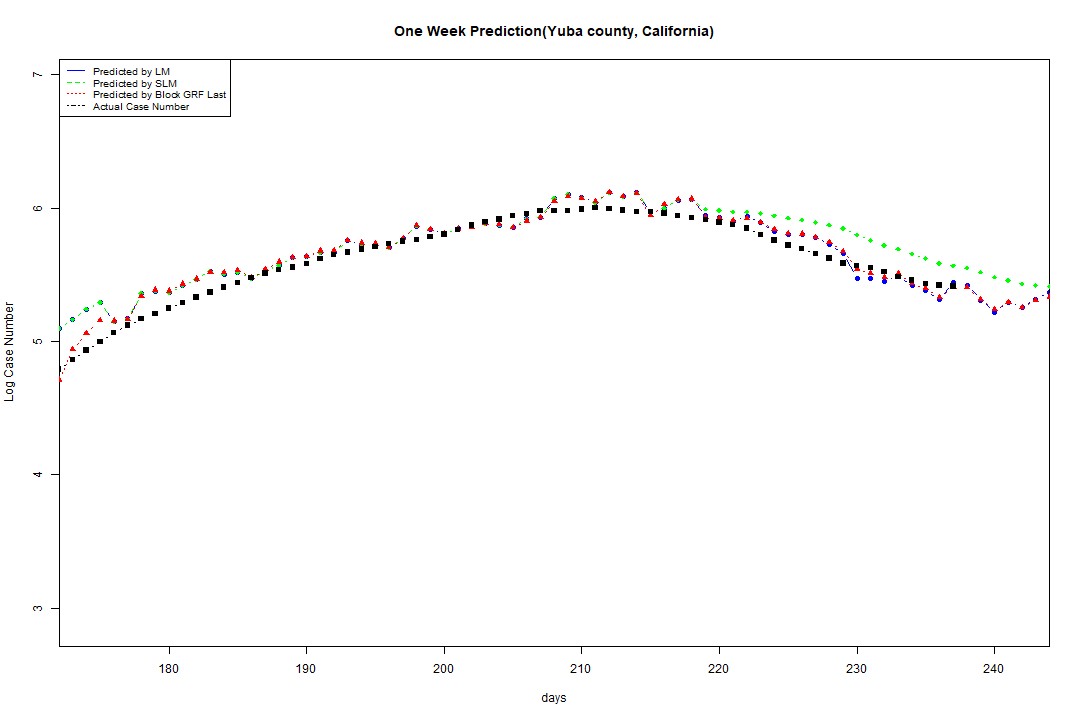 One Week Prediction(Yuba county, California)
Predicted by LM
Predicted by SLM
Predicted by Block GRF Last
Actual Case Number
7
6
5
4
3
Log Case Number
180 190 200 210 220 230 240
days